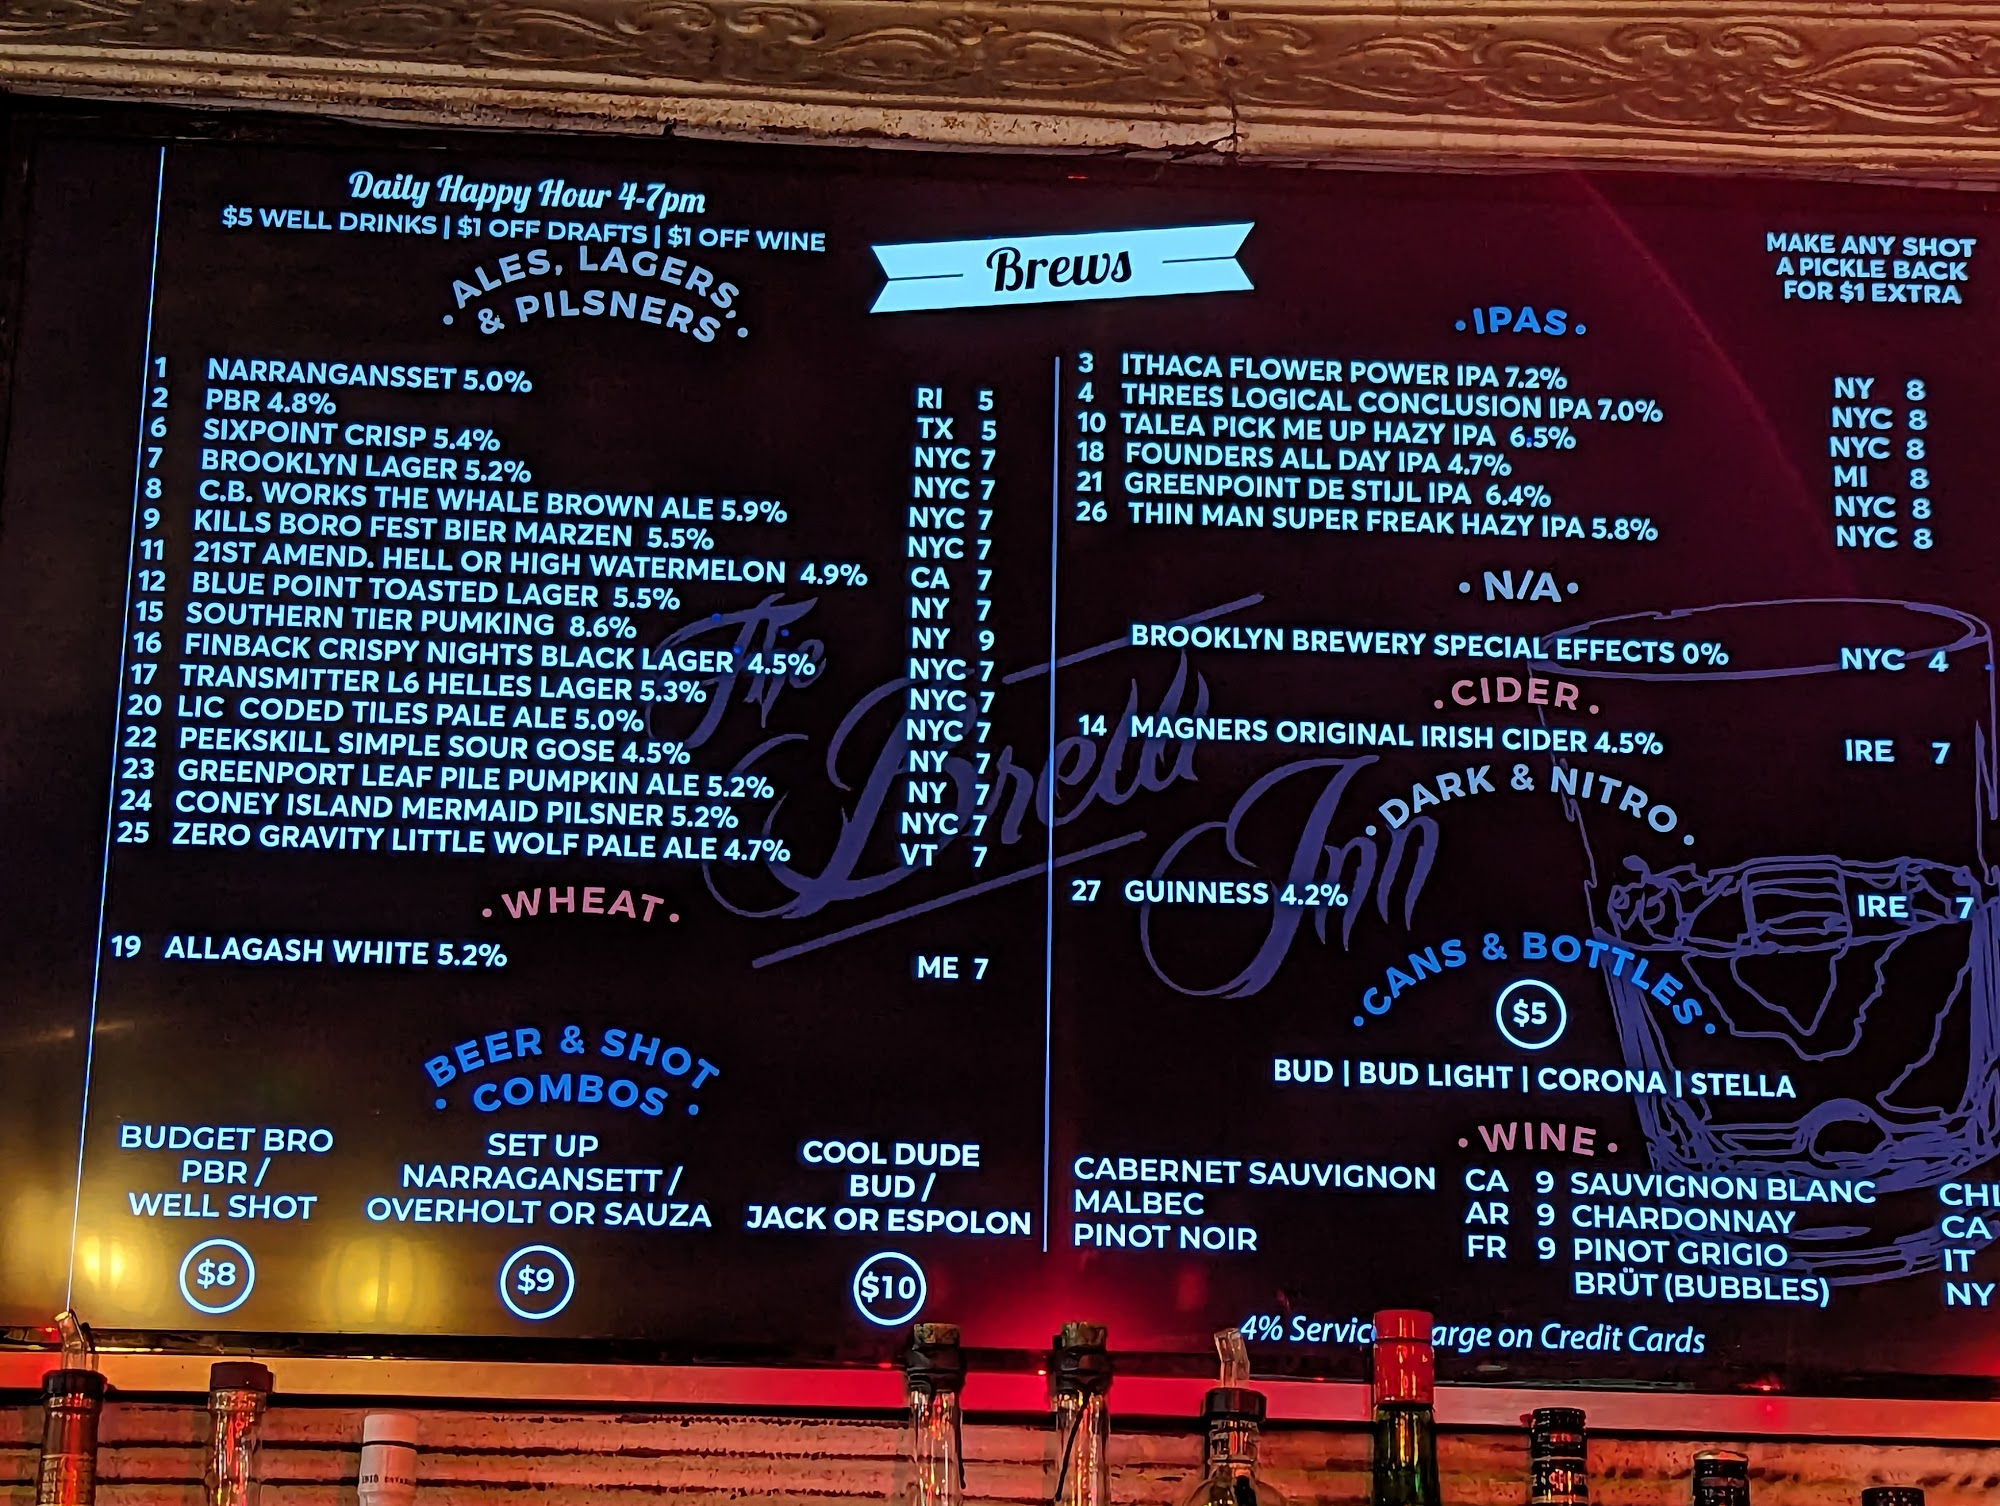 Daily Happy Hour 4-7pm
$5 WELL DRINKS | $1 OFF DRAFTS | $1 OFF WINE
Brews
MAKE ANY SHOT
A PICKLE BACK
FOR $1 EXTRA
• ALES, LAGERS,
& PILSNERS •
1 NARRANGANSSET 5.0% RI 5
2 PBR 4.8% TX 5
6 SIXPOINT CRISP 5.4% NYC 7
7 BROOKLYN LAGER 5.2% NYC 7
8 C.B. WORKS THE WHALE BROWN ALE 5.9% NYC 7
9 KILLS BORO FEST BIER MARZEN 5.5% NYC 7
11 21ST AMEND. HELL OR HIGH WATERMELON 4.9% CA 7
12 BLUE POINT TOASTED LAGER 5.5% NY 7
15 SOUTHERN TIER PUMKING 8.6% NY 9
16 FINBACK CRISPY NIGHTS BLACK LAGER 4.5% NYC 7
17 TRANSMITTER L6 HELLES LAGER 5.3% NYC 7
20 LIC CODED TILES PALE ALE 5.0% NYC 7
22 PEEKSKILL SIMPLE SOUR GOSE 4.5% NY 7
23 GREENPORT LEAF PILE PUMPKIN ALE 5.2% NY 7
24 CONEY ISLAND MERMAID PILSNER 5.2% NYC 7
25 ZERO GRAVITY LITTLE WOLF PALE ALE 4.7% VT 7
• WHEAT •
19 ALLAGASH WHITE 5.2% ME 7
BEER & SHOT
• COMBOS •
BUDGET BRO
PBR /
WELL SHOT
$8
SET UP
NARRAGANSETT /
OVERHOLT OR SAUZA
$9
COOL DUDE
BUD /
JACK OR ESPOLON
$10
• IPAS •
3 ITHACA FLOWER POWER IPA 7.2% NY 8
4 THREES LOGICAL CONCLUSION IPA 7.0% NYC 8
10 TALEA PICK ME UP HAZY IPA 6.5% NYC 8
18 FOUNDERS ALL DAY IPA 4.7% MI 8
21 GREENPOINT DE STIJL IPA 6.4% NYC 8
26 THIN MAN SUPER FREAK HAZY IPA 5.8% NYC 8
• N/A •
BROOKLYN BREWERY SPECIAL EFFECTS 0% NYC 4
• CIDER •
14 MAGNERS ORIGINAL IRISH CIDER 4.5% IRE 7
• DARK & NITRO •
27 GUINNESS 4.2% IRE 7
• CANS & BOTTLES •
$5
BUD | BUD LIGHT | CORONA | STELLA
• WINE •
CABERNET SAUVIGNON CA 9
MALBEC AR 9
PINOT NOIR FR 9
SAUVIGNON BLANC
CHARDONNAY CA
PINOT GRIGIO IT
BRÜT (BUBBLES) NY
4% on Credit Cards
The
Brell
Inn